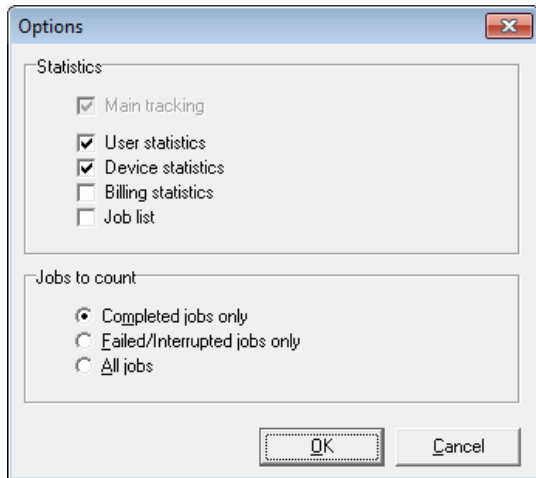 Options
Statistics
Main tracking
User statistics
Device statistics
Billing statistics
Job list
Jobs to count
Completed jobs only
Failed/Interrupted jobs only
All jobs
OK
Cancel